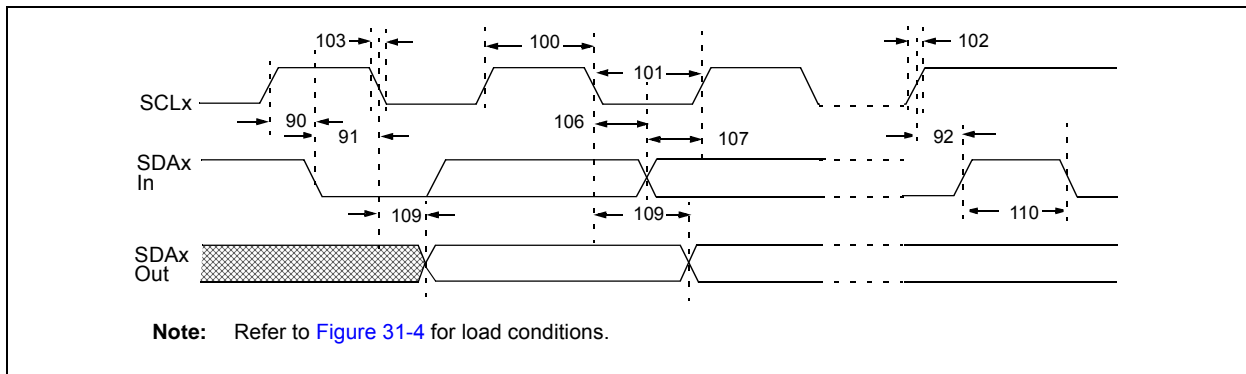 103
100
102
101
SCLx
90
91
106
107
92
SDAx
In
109
109
110
SDAx
Out
Note: Refer to Figure 31-4 for load conditions.